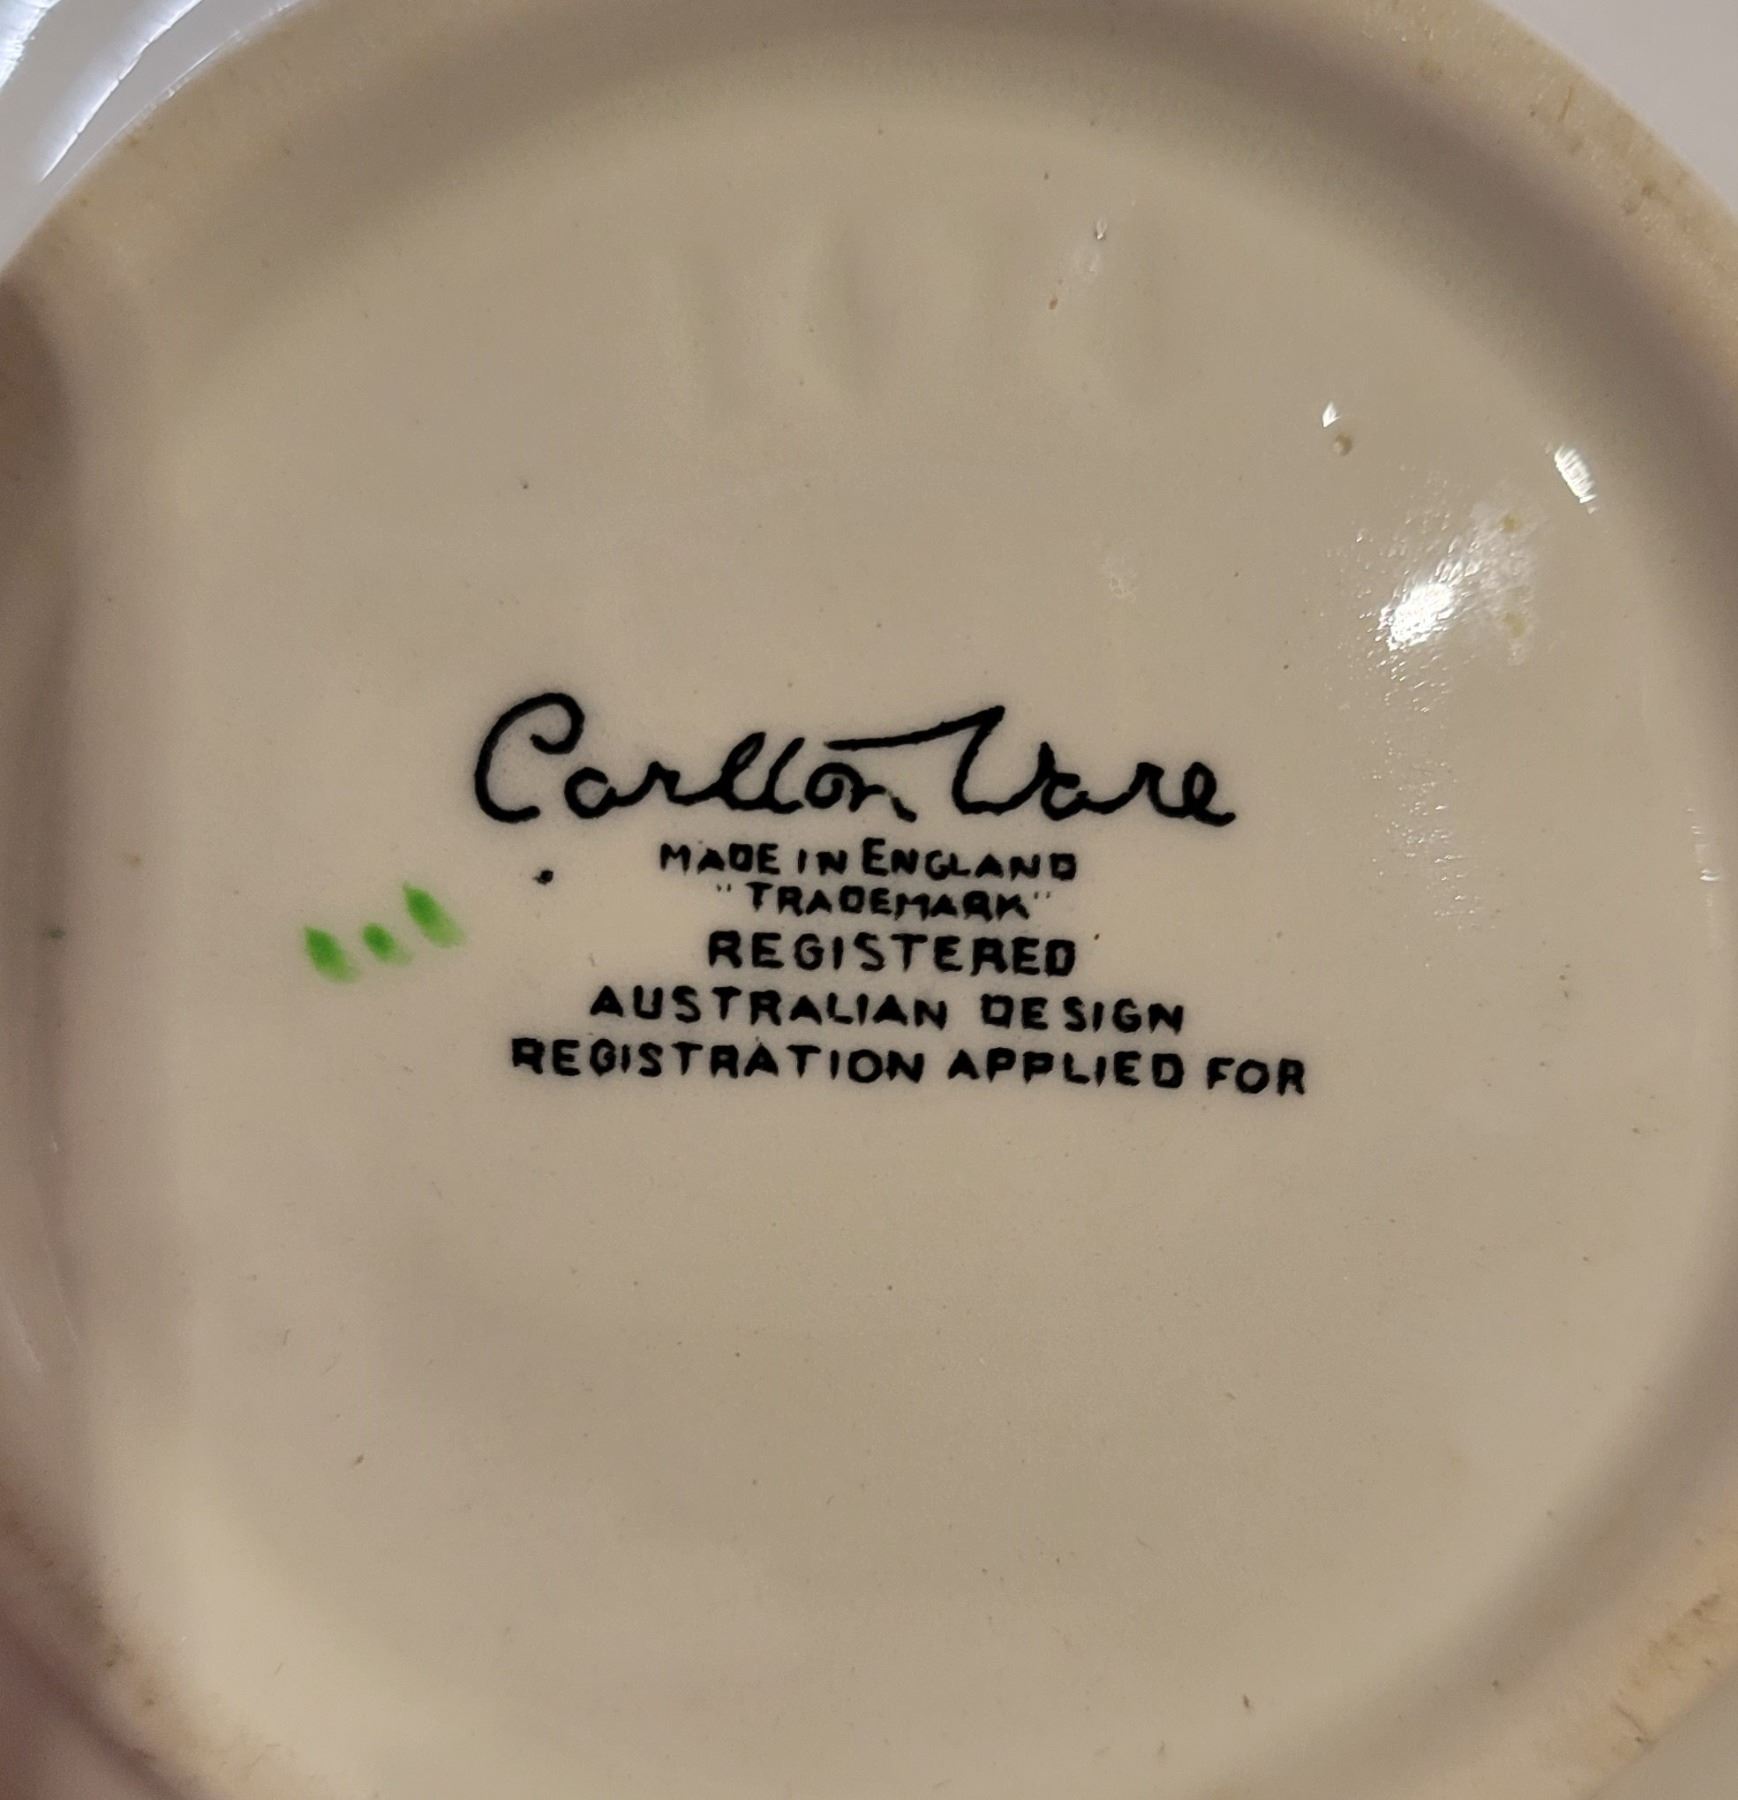 Carlton Ware
MADE IN ENGLAND
"TRADEMARK"
REGISTERED
AUSTRALIAN DESIGN
REGISTRATION APPLIED FOR